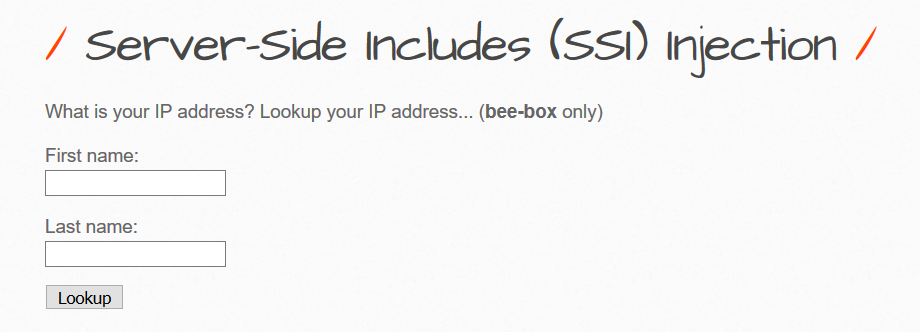 / Server-Side Includes (SSI) Injection /
What is your IP address? Lookup your IP address... (bee-box only)
First name:
Last name:
Lookup